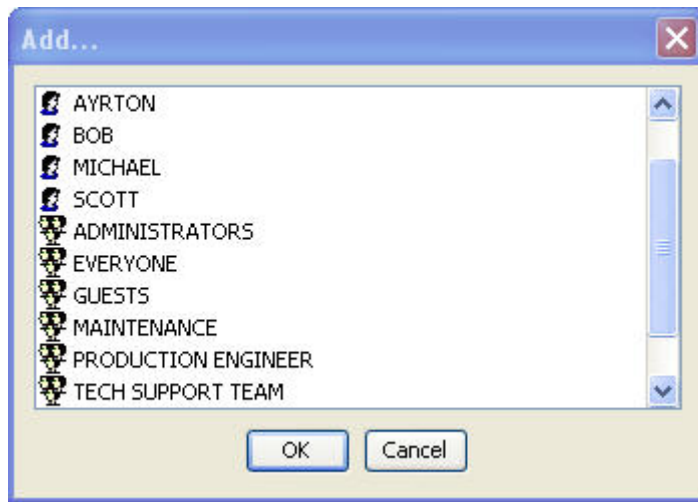 Add...
AYRTON
BOB
MICHAEL
SCOTT
ADMINISTRATORS
EVERYONE
GUESTS
MAINTENANCE
PRODUCTION ENGINEER
TECH SUPPORT TEAM
OK Cancel